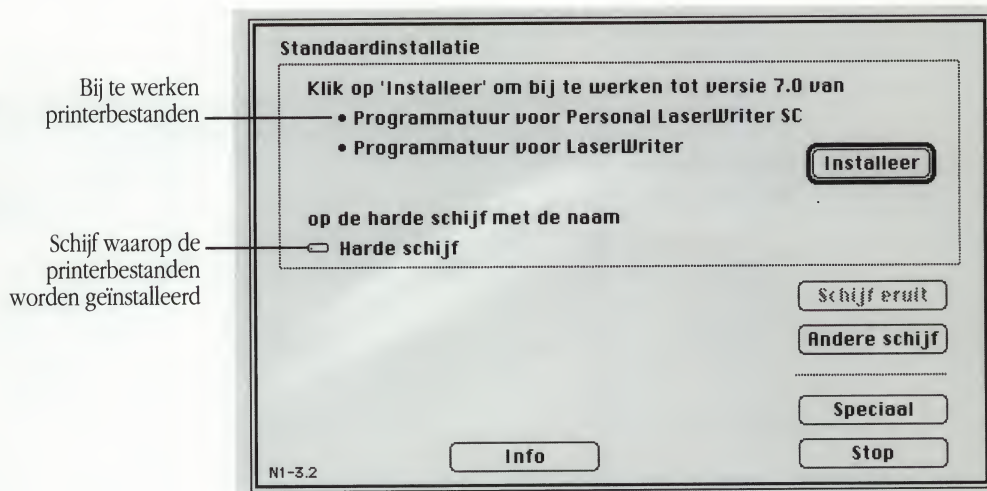 Standaardinstallatie
Bij te werken
printerbestanden
Klik op 'Installeer' om bij te werken tot versie 7.0 van
• Programmatuur voor Personal LaserWriter SC
• Programmatuur voor LaserWriter
Installeer
op de harde schijf met de naam
Schijf waarop de
printerbestanden
worden geïnstalleerd
Harde schijf
Schijf eruit
Andere schijf
Speciaal
Info
Stop
N1-3.2